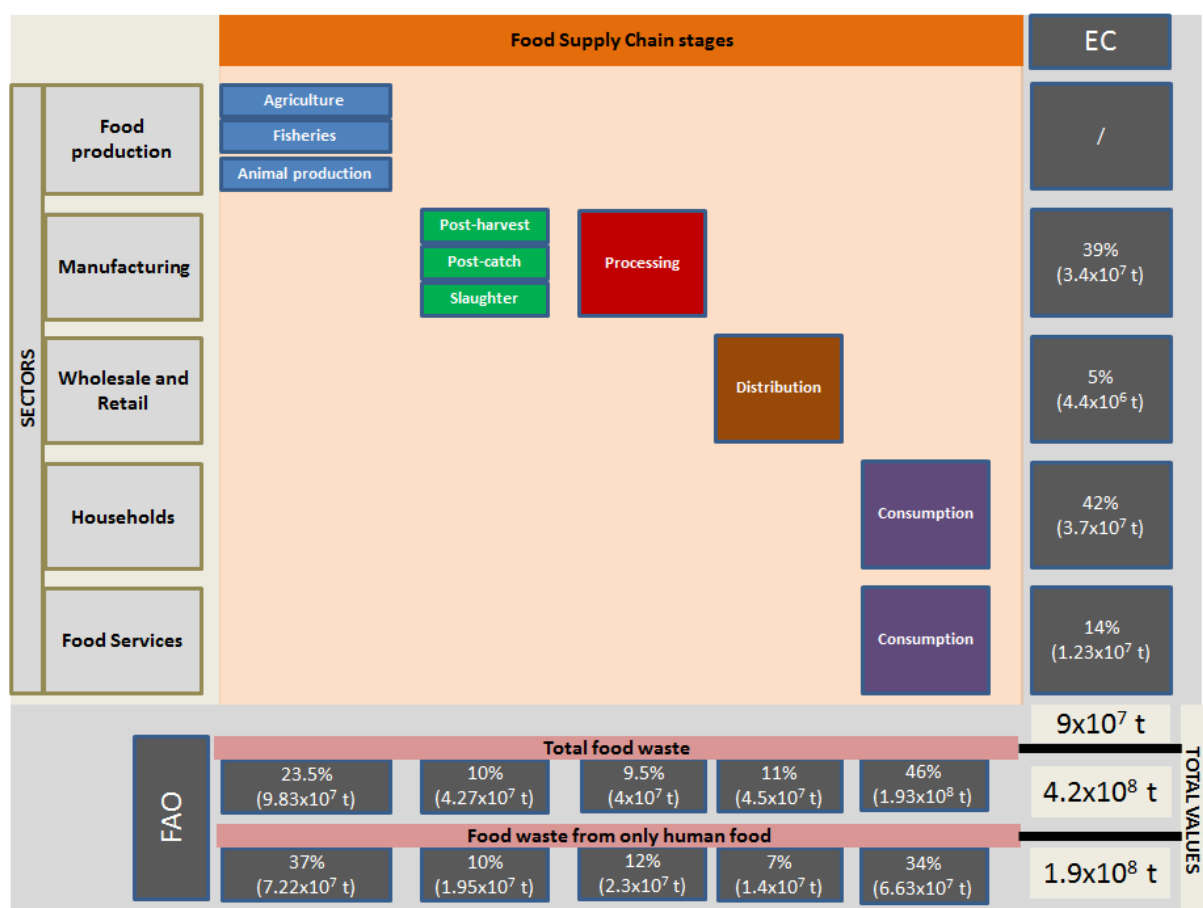 Food Supply Chain stages
EC
SECTORS
Food
production
Agriculture
Fisheries
Animal production
/
Manufacturing
Post-harvest
Post-catch
Slaughter
Processing
39%
(3.4x10⁷ t)
Wholesale and
Retail
Distribution
5%
(4.4x10⁶ t)
Households
Consumption
42%
(3.7x10⁷ t)
Food Services
Consumption
14%
(1.23x10⁷ t)
9x10⁷ t
TOTAL VALUES
FAO
Total food waste
23.5%
(9.83x10⁷ t)
10%
(4.27x10⁷ t)
9.5%
(4x10⁷ t)
11%
(4.5x10⁷ t)
46%
(1.93x10⁸ t)
4.2x10⁸ t
Food waste from only human food
37%
(7.22x10⁷ t)
10%
(1.95x10⁷ t)
12%
(2.3x10⁷ t)
7%
(1.4x10⁷ t)
34%
(6.63x10⁷ t)
1.9x10⁸ t